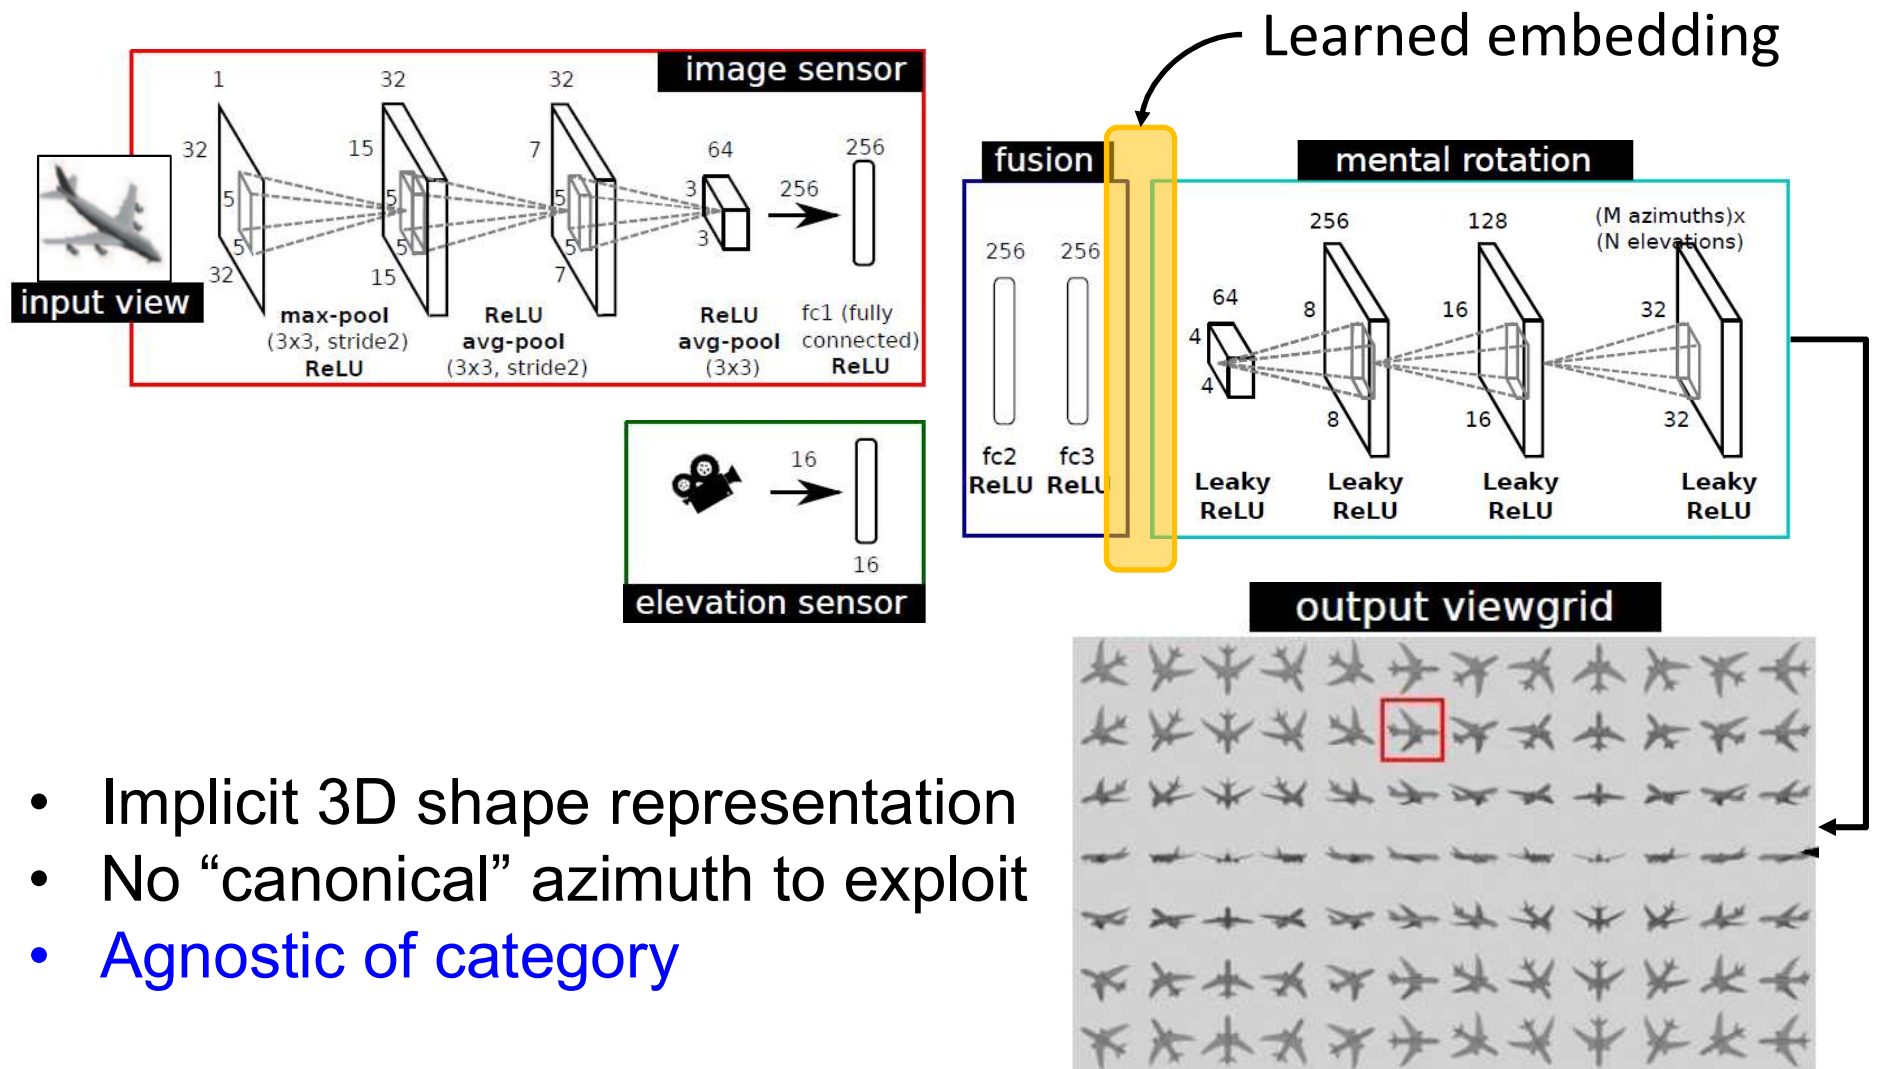 Learned embedding
image sensor
1
32
32
32
15
7
64
256
5
5
5
3
256
5
5
5
3
32
15
7
input view
max-pool
(3x3, stride2)
ReLU
ReLU
avg-pool
(3x3, stride2)
ReLU
avg-pool
(3x3)
fc1 (fully
connected)
ReLU
16
16
elevation sensor
fusion
256
256
fc2
ReLU
fc3
ReLU
mental rotation
256
128
(M azimuths)x
(N elevations)
64
8
16
32
4
4
8
16
32
Leaky
ReLU
Leaky
ReLU
Leaky
ReLU
Leaky
ReLU
output viewgrid
• Implicit 3D shape representation
• No “canonical” azimuth to exploit
• Agnostic of category